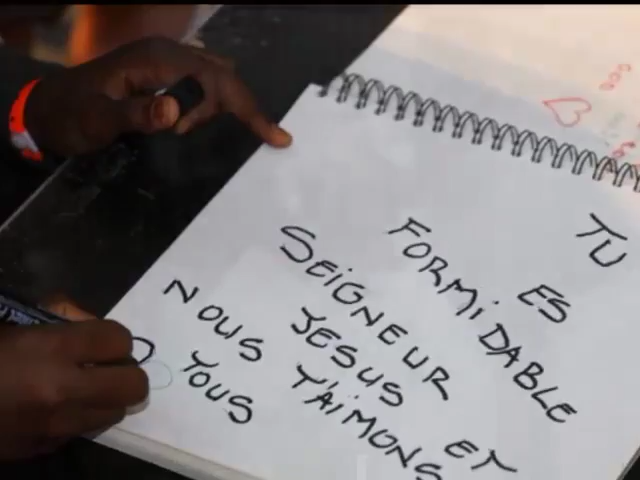 TU
ES
FORMIDABLE
SEIGNEUR
JESUS ET
NOUS T'AIMONS
TOUS